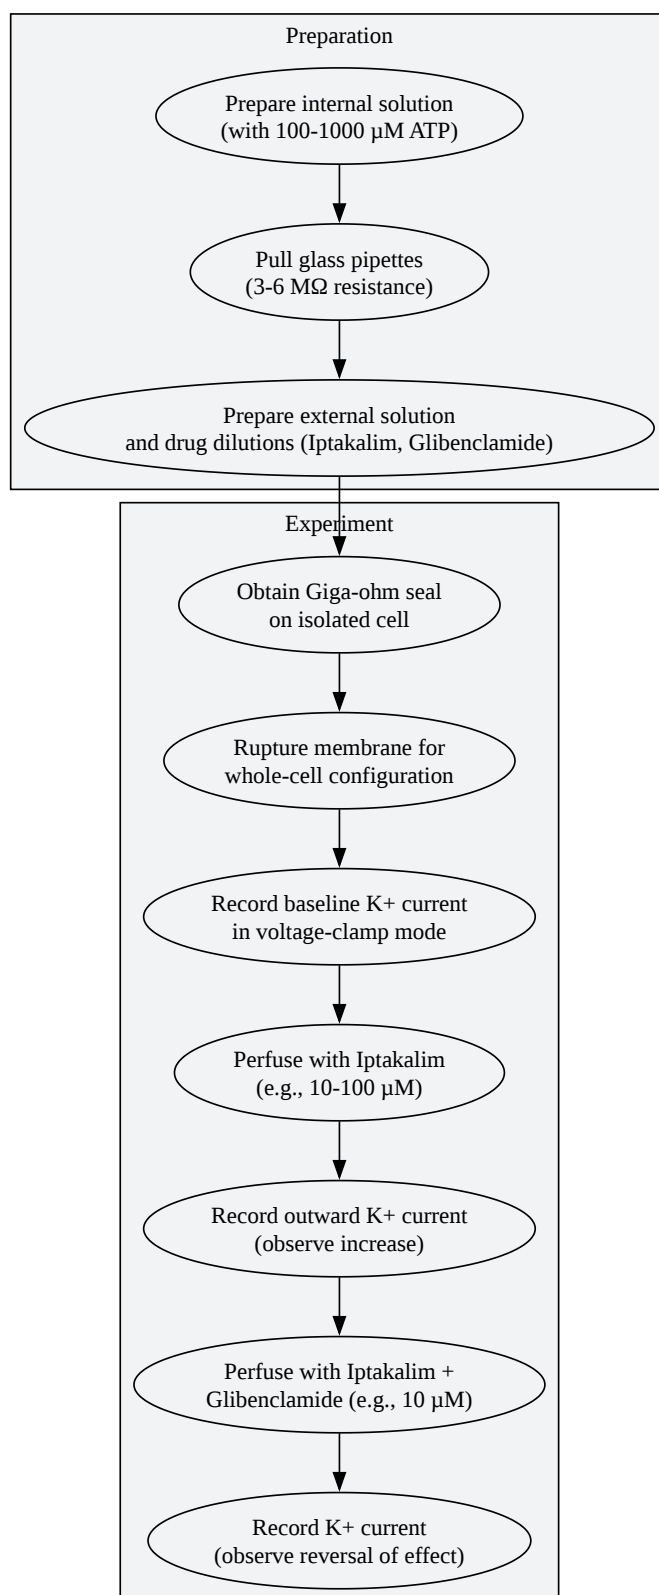 Preparation
Prepare internal solution
(with 100-1000 µM ATP)
Pull glass pipettes
(3-6 MΩ resistance)
Prepare external solution
and drug dilutions (Iptakalim, Glibenclamide)
Experiment
Obtain Giga-ohm seal
on isolated cell
Rupture membrane for
whole-cell configuration
Record baseline K+ current
in voltage-clamp mode
Perfuse with Iptakalim
(e.g., 10-100 µM)
Record outward K+ current
(observe increase)
Perfuse with Iptakalim +
Glibenclamide (e.g., 10 µM)
Record K+ current
(observe reversal of effect)